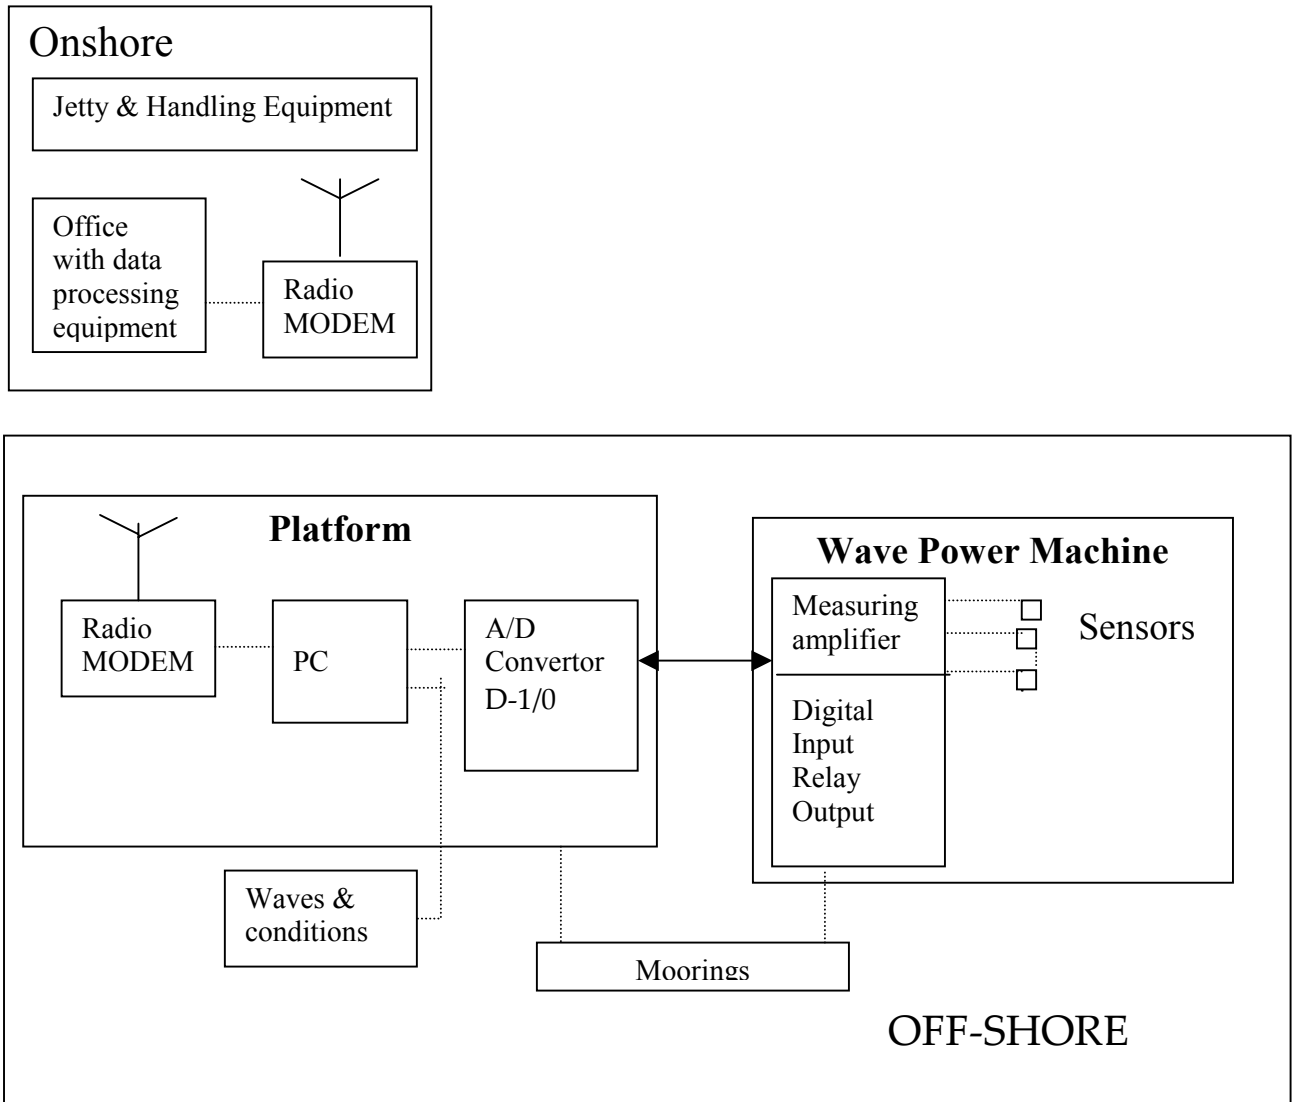 Onshore
Jetty & Handling Equipment
Office
with data
processing
equipment
Radio
MODEM
Platform
Radio
MODEM
PC
A/D
Convertor
D-1/0
Wave Power Machine
Measuring
amplifier
Sensors
Digital
Input
Relay
Output
Waves &
conditions
Moorings
OFF-SHORE